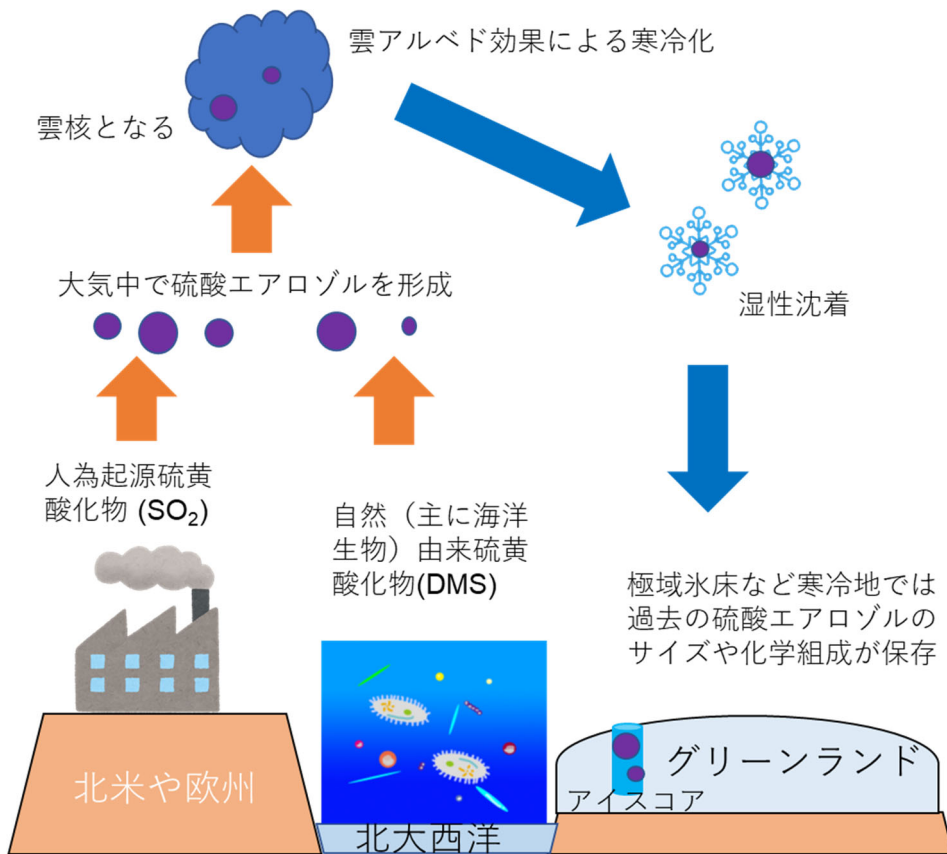 雲アルベド効果による寒冷化
雲核となる
大気中で硫酸エアロゾルを形成
湿性沈着
人為起源硫黄
酸化物 (SO₂)
自然（主に海洋
生物）由来硫黄
酸化物(DMS)
極域氷床など寒冷地では
過去の硫酸エアロゾルの
サイズや化学組成が保存
北米や欧州
北大西洋
グリーンランド
アイスコア